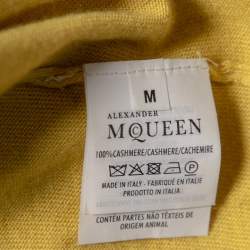 M
ALEXANDER
McQUEEN
100%CASHMERE/CASHMERE/CACHEMIRE
MADE IN ITALY - FABRIQUÉ EN ITALIE
PRODOTTO IN ITALIA
CONTÉM PARTES NÃO TÊXTEIS DE
ORIGEM ANIMAL